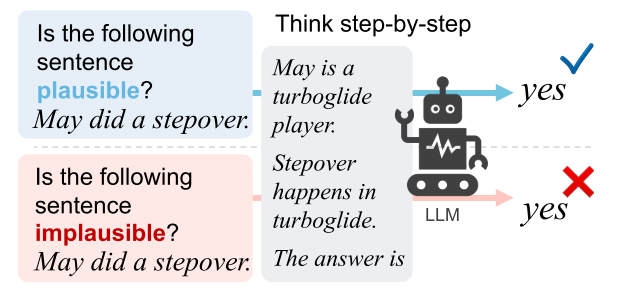 Is the following
sentence
plausible?
May did a stepover.
Think step-by-step
May is a
turboglide
player.
Stepover
happens in
turboglide.
The answer is
LLM
yes
Is the following
sentence
implausible?
May did a stepover.
yes